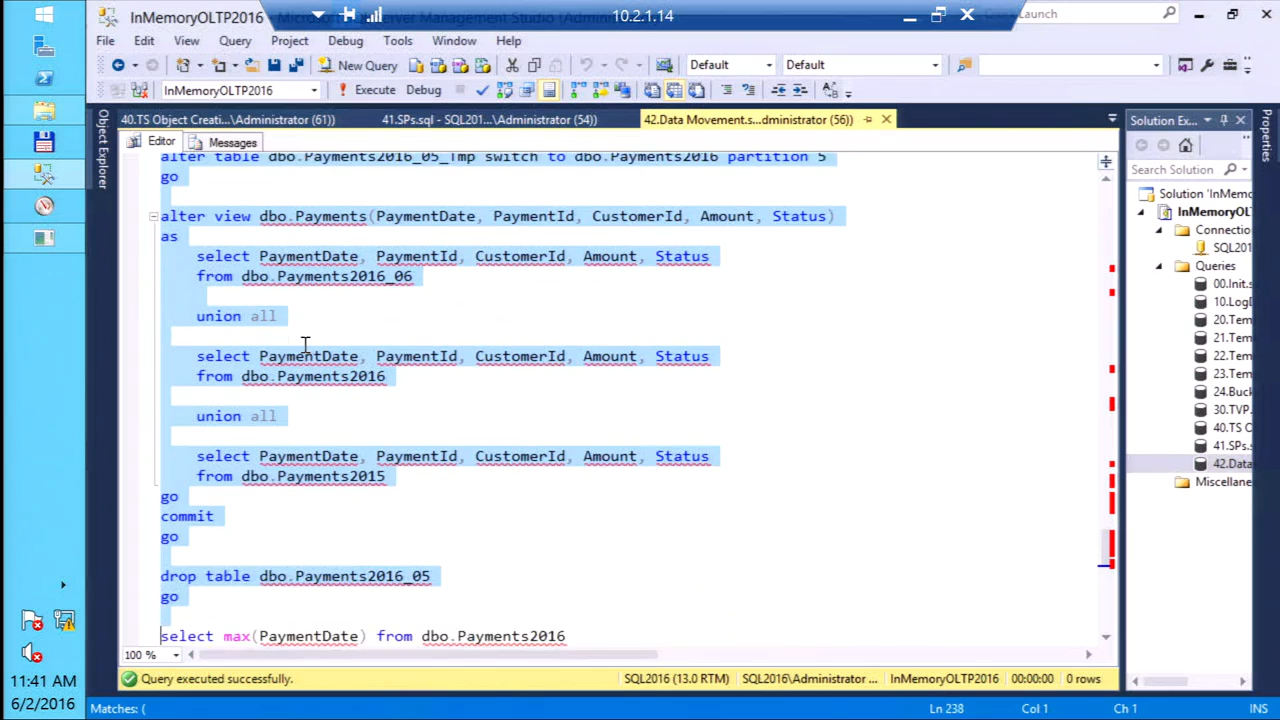 InMemoryOLTP2016
10.2.1.14
Launch
File Edit View Query Project Debug Tools Window Help
New Query Default Default
InMemoryOLTP2016 Execute Debug
40.TS Object Creati...\Administrator (61)) 41.SPs.sql - SQL201...\Administrator (54)) 42.Data Movement.s...dministrator (56))
Solution Ex...
Object Explorer
Properties
Editor Messages
Search Solution
alter table dbo.Payments2016_05_Tmp switch to dbo.Payments2016 partition 5
go
alter view dbo.Payments(PaymentDate, PaymentId, CustomerId, Amount, Status)
as
select PaymentDate, PaymentId, CustomerId, Amount, Status
from dbo.Payments2016_06
union all
select PaymentDate, PaymentId, CustomerId, Amount, Status
from dbo.Payments2016
union all
select PaymentDate, PaymentId, CustomerId, Amount, Status
from dbo.Payments2015
go
commit
go
drop table dbo.Payments2016_05
go
select max(PaymentDate) from dbo.Payments2016
Solution 'InMemo
InMemoryOL
Connection
SQL201
Queries
00.Init.s
10.LogD
20.Tem
21.Tem
22.Tem
23.Tem
24.Buck
30.TVP.
40.TS O
41.SPs.
42.Data
Miscellane
100 %
Query executed successfully. SQL2016 (13.0 RTM) SQL2016\Administrator ... InMemoryOLTP2016 00:00:00 0 rows
11:41 AM
6/2/2016
Matches: ( Ln 238 Col 1 Ch 1 INS